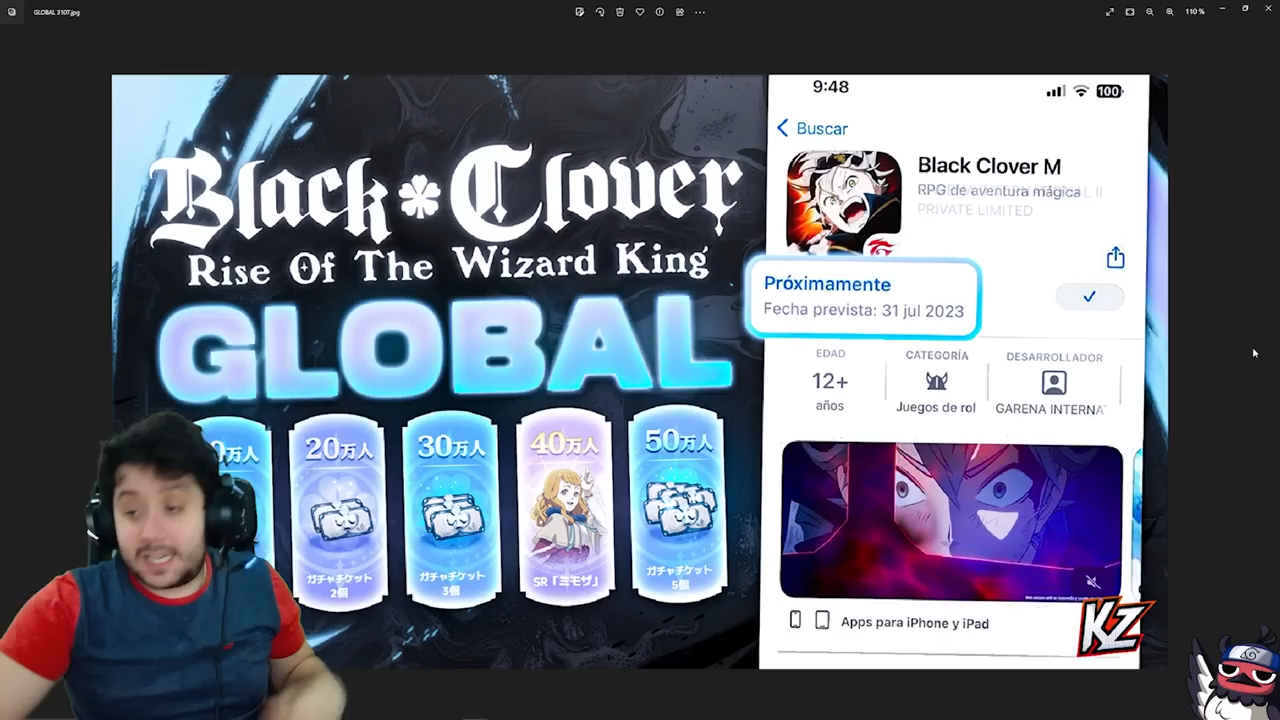 GLOBAL 3107.jpg
110 %
Black Clover
Rise Of The Wizard King
GLOBAL
0万人
20万人
ガチャチケット
2個
30万人
ガチャチケット
3個
40万人
SR「ミモザ」
50万人
ガチャチケット
5個
9:48
100
Buscar
Black Clover M
RPG de aventura mágica
PRIVATE LIMITED
Próximamente
Fecha prevista: 31 jul 2023
EDAD
12+
años
CATEGORÍA
Juegos de rol
DESARROLLADOR
GARENA INTERNA
Apps para iPhone y iPad
KZ